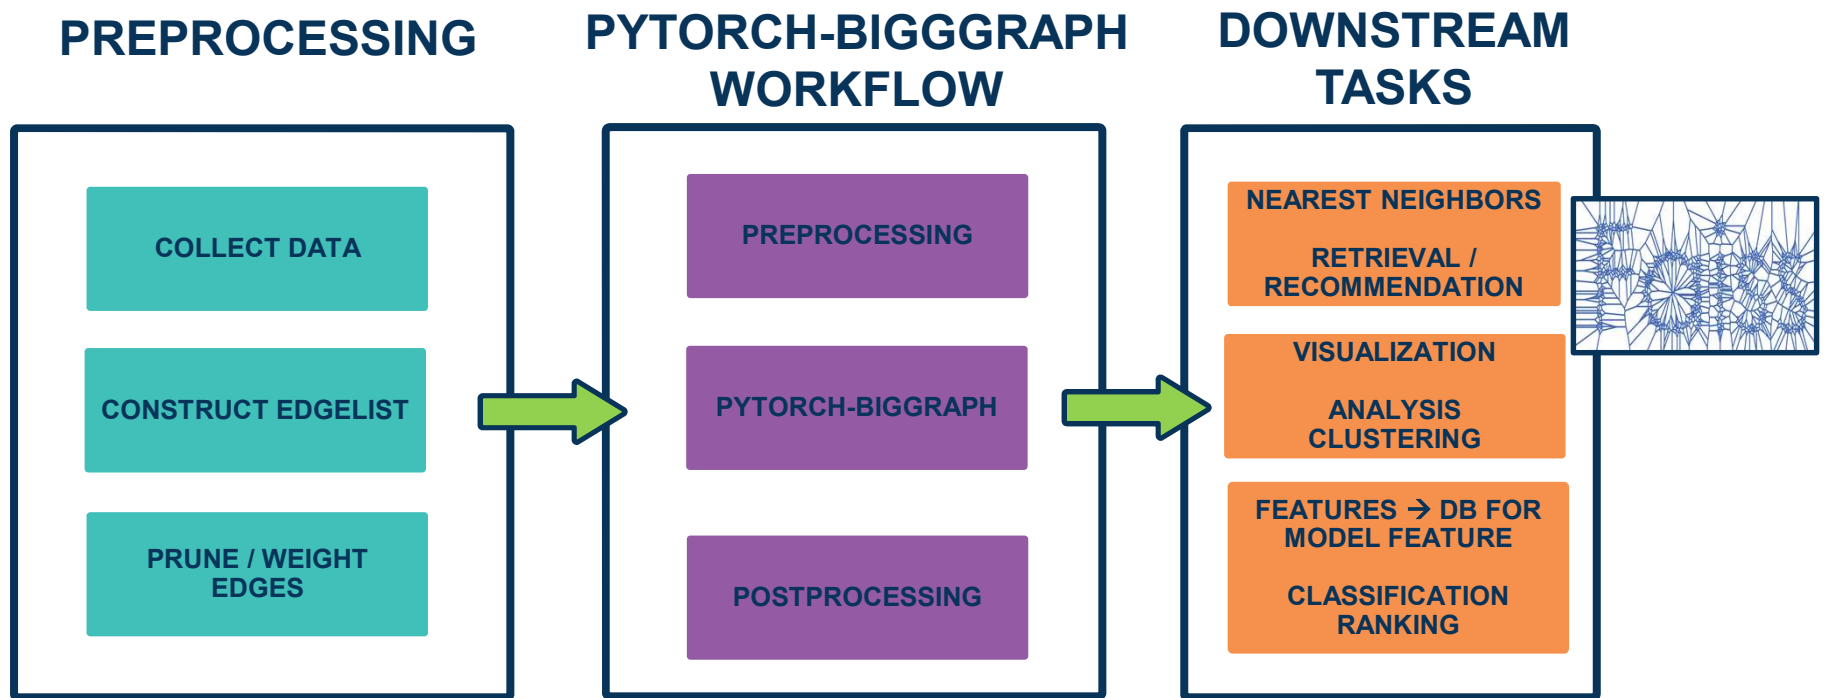 PREPROCESSING
COLLECT DATA
CONSTRUCT EDGELIST
PRUNE / WEIGHT
EDGES
PYTORCH-BIGGGRAPH
WORKFLOW
PREPROCESSING
PYTORCH-BIGGRAPH
POSTPROCESSING
DOWNSTREAM
TASKS
NEAREST NEIGHBORS
RETRIEVAL /
RECOMMENDATION
VISUALIZATION
ANALYSIS
CLUSTERING
FEATURES → DB FOR
MODEL FEATURE
CLASSIFICATION
RANKING